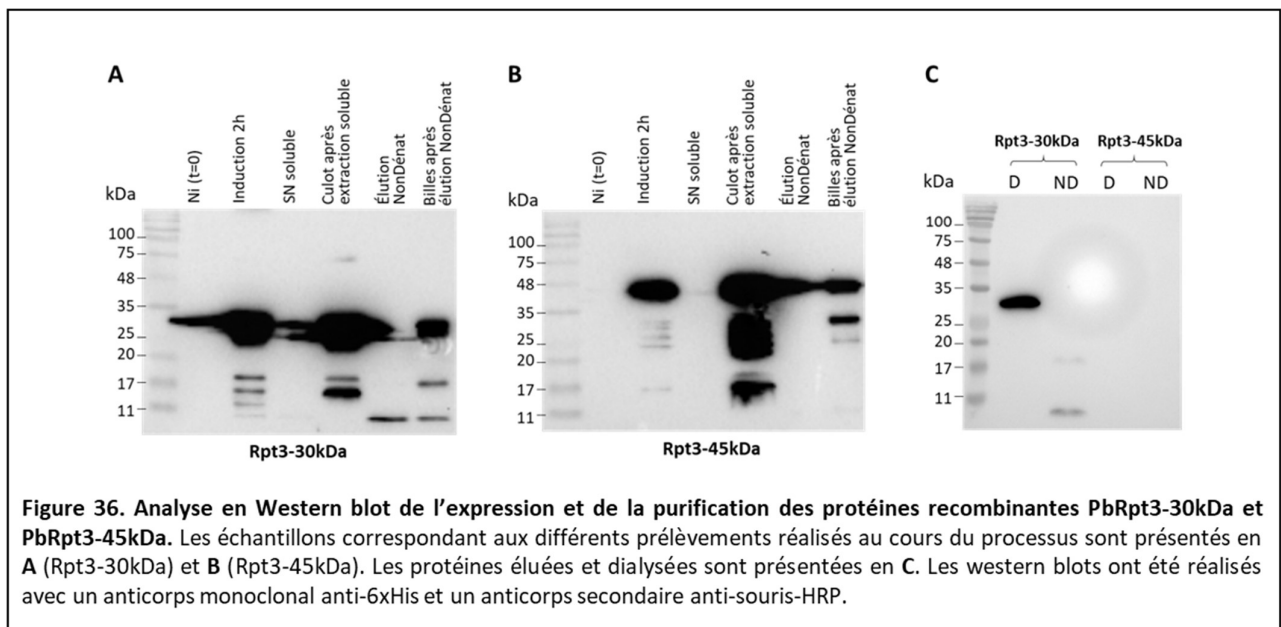 A
B
C
Ni (t=0)
Induction 2h
SN soluble
Culot après
extraction soluble
Élution
NonDénat
Billes après
élution NonDénat
kDa
100
75
48
35
25
20
17
11
Rpt3-30kDa
Ni (t=0)
Induction 2h
SN soluble
Culot après
extraction soluble
Élution
NonDénat
Billes après
élution NonDénat
kDa
100
75
48
35
25
20
17
11
Rpt3-45kDa
Rpt3-30kDa Rpt3-45kDa
kDa D ND D ND
100
75
48
35
25
20
17
11
Figure 36. Analyse en Western blot de l'expression et de la purification des protéines recombinantes PbRpt3-30kDa et
PbRpt3-45kDa. Les échantillons correspondant aux différents prélèvements réalisés au cours du processus sont présentés en
A (Rpt3-30kDa) et B (Rpt3-45kDa). Les protéines éluées et dialysées sont présentées en C. Les western blots ont été réalisés
avec un anticorps monoclonal anti-6xHis et un anticorps secondaire anti-souris-HRP.